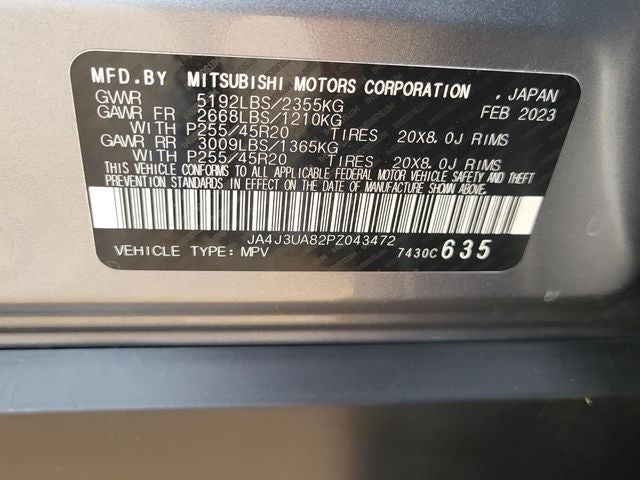 MFD.BY MITSUBISHI MOTORS CORPORATION , JAPAN
GVWR 5192LBS/2355KG FEB 2023
GAWR FR 2668LBS/1210KG
WITH P255/45R20 TIRES 20X8.0J RIMS
GAWR RR 3009LBS/1365KG
WITH P255/45R20 TIRES 20X8.0J RIMS
THIS VEHICLE CONFORMS TO ALL APPLICABLE FEDERAL MOTOR VEHICLE SAFETY AND THEFT
PREVENTION STANDARDS IN EFFECT ON THE DATE OF MANUFACTURE SHOWN ABOVE.
JA4J3UA82PZ043472
VEHICLE TYPE: MPV 7430C 635